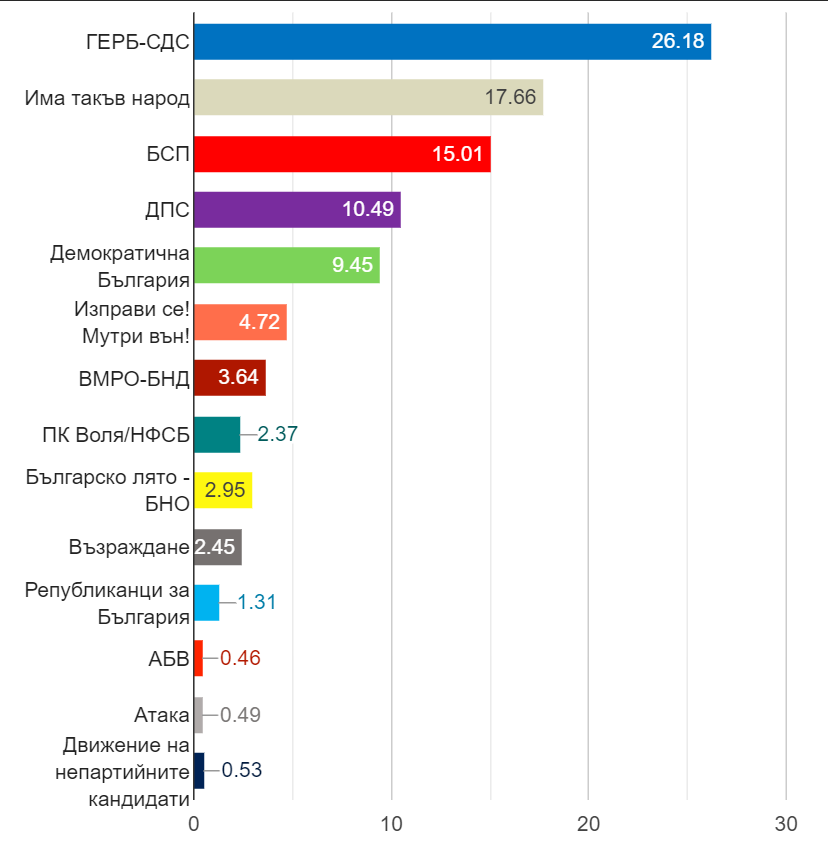 ГЕРБ-СДС
26.18
Има такъв народ
17.66
БСП
15.01
ДПС
10.49
Демократична
България
9.45
Изправи се!
Мутри вън!
4.72
ВМРО-БНД
3.64
ПК Воля/НФСБ
2.37
Българско лято -
БНО
2.95
Възраждане
2.45
Републиканци за
България
1.31
АБВ
0.46
Атака
0.49
Движение на
непартийните
кандидати
0.53
0
10
20
30